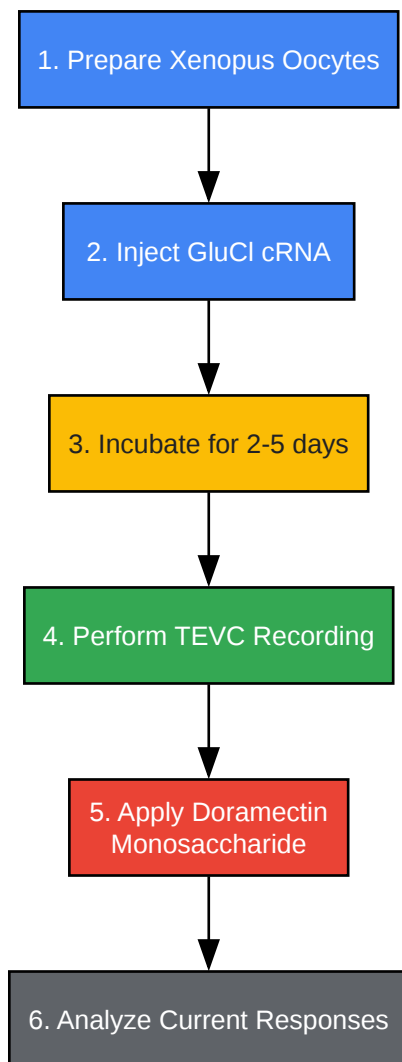 1. Prepare Xenopus Oocytes
2. Inject GluCl cRNA
3. Incubate for 2-5 days
4. Perform TEVC Recording
5. Apply Doramectin
Monosaccharide
6. Analyze Current Responses